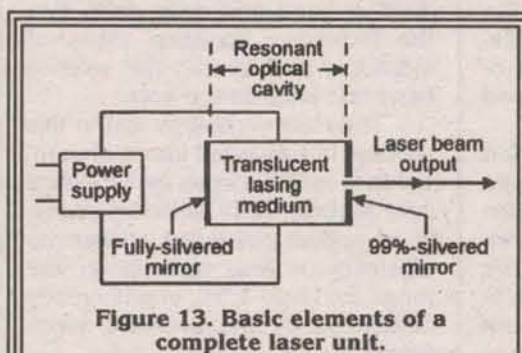 Resonant
optical
cavity
Power
supply
Translucent
lasing
medium
Laser beam
output
Fully-silvered
mirror
99%-silvered
mirror
Figure 13. Basic elements of a
complete laser unit.